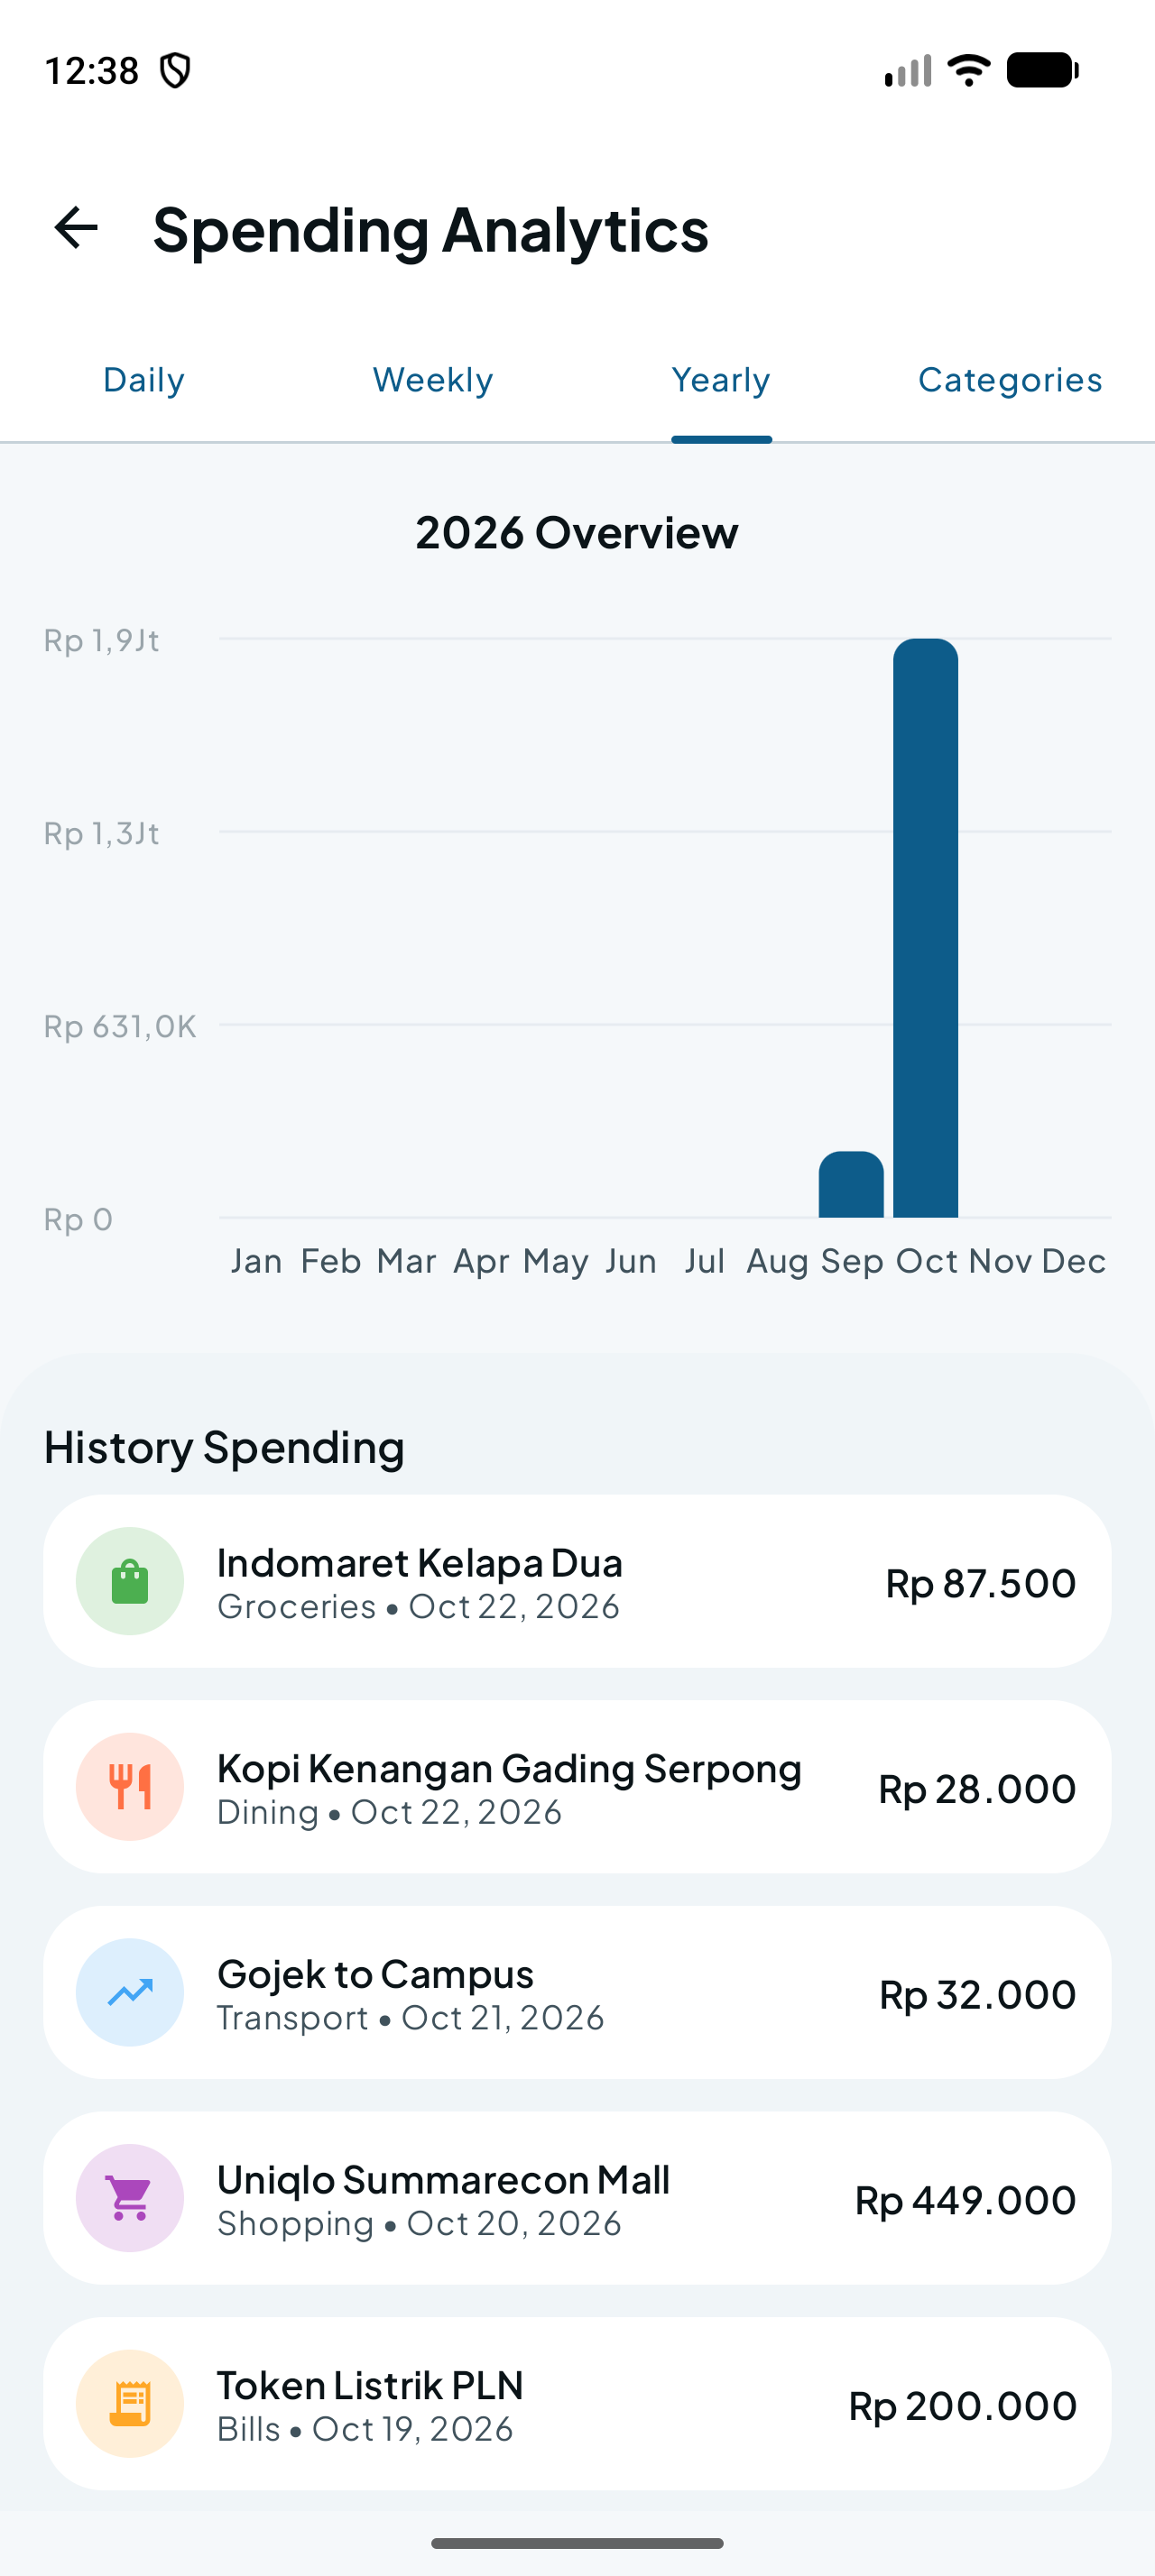 12:38
Spending Analytics
Daily Weekly Yearly Categories
2026 Overview
Rp 1,9Jt
Rp 1,3Jt
Rp 631,0K
Rp 0
Jan Feb Mar Apr May Jun Jul Aug Sep Oct Nov Dec
History Spending
Indomaret Kelapa Dua
Groceries • Oct 22, 2026
Rp 87.500
Kopi Kenangan Gading Serpong
Dining • Oct 22, 2026
Rp 28.000
Gojek to Campus
Transport • Oct 21, 2026
Rp 32.000
Uniqlo Summarecon Mall
Shopping • Oct 20, 2026
Rp 449.000
Token Listrik PLN
Bills • Oct 19, 2026
Rp 200.000